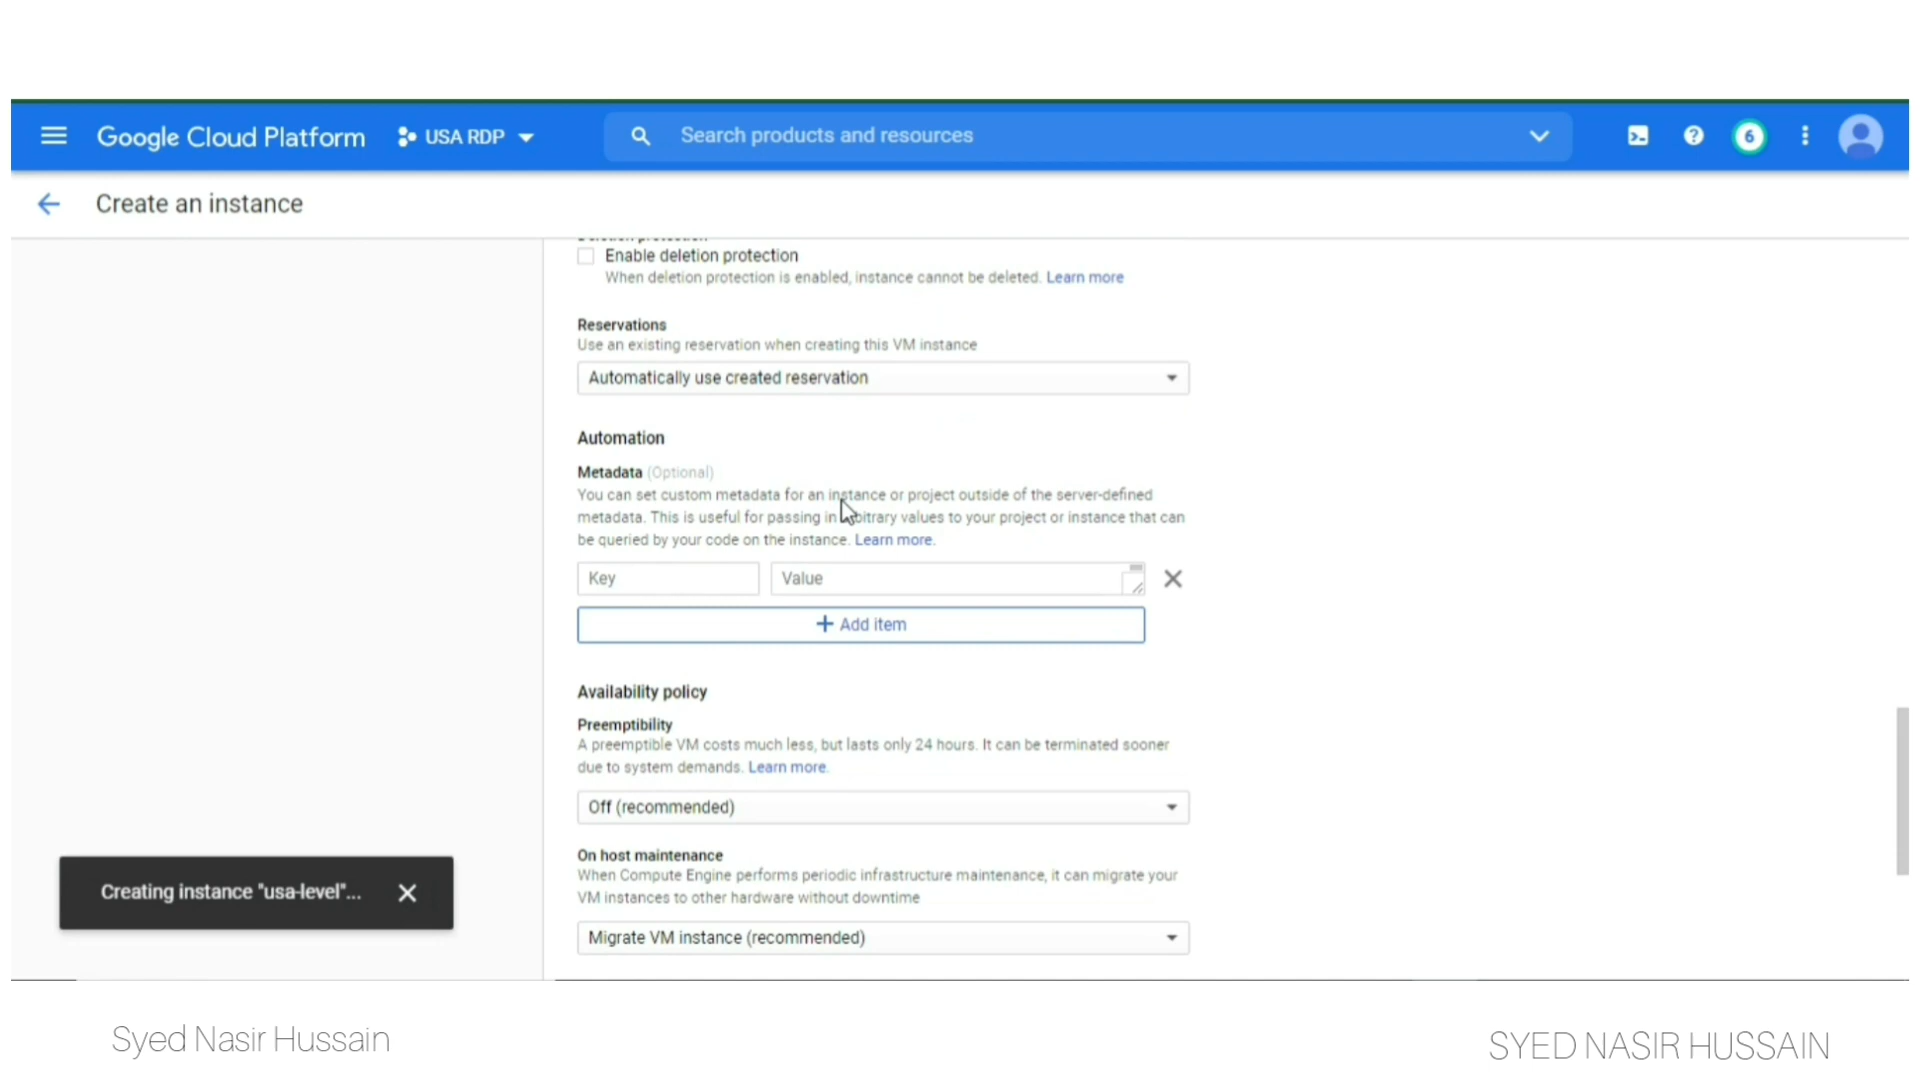 Google Cloud Platform
USA RDP
Search products and resources
6
Create an instance
Deletion protection
Enable deletion protection
When deletion protection is enabled, instance cannot be deleted. Learn more
Reservations
Use an existing reservation when creating this VM instance
Automatically use created reservation
Automation
Metadata (Optional)
You can set custom metadata for an instance or project outside of the server-defined
metadata. This is useful for passing in arbitrary values to your project or instance that can
be queried by your code on the instance. Learn more.
Key
Value
+ Add item
Availability policy
Preemptibility
A preemptible VM costs much less, but lasts only 24 hours. It can be terminated sooner
due to system demands. Learn more.
Off (recommended)
On host maintenance
When Compute Engine performs periodic infrastructure maintenance, it can migrate your
VM instances to other hardware without downtime
Migrate VM instance (recommended)
Creating instance "usa-level"...
Syed Nasir Hussain
SYED NASIR HUSSAIN